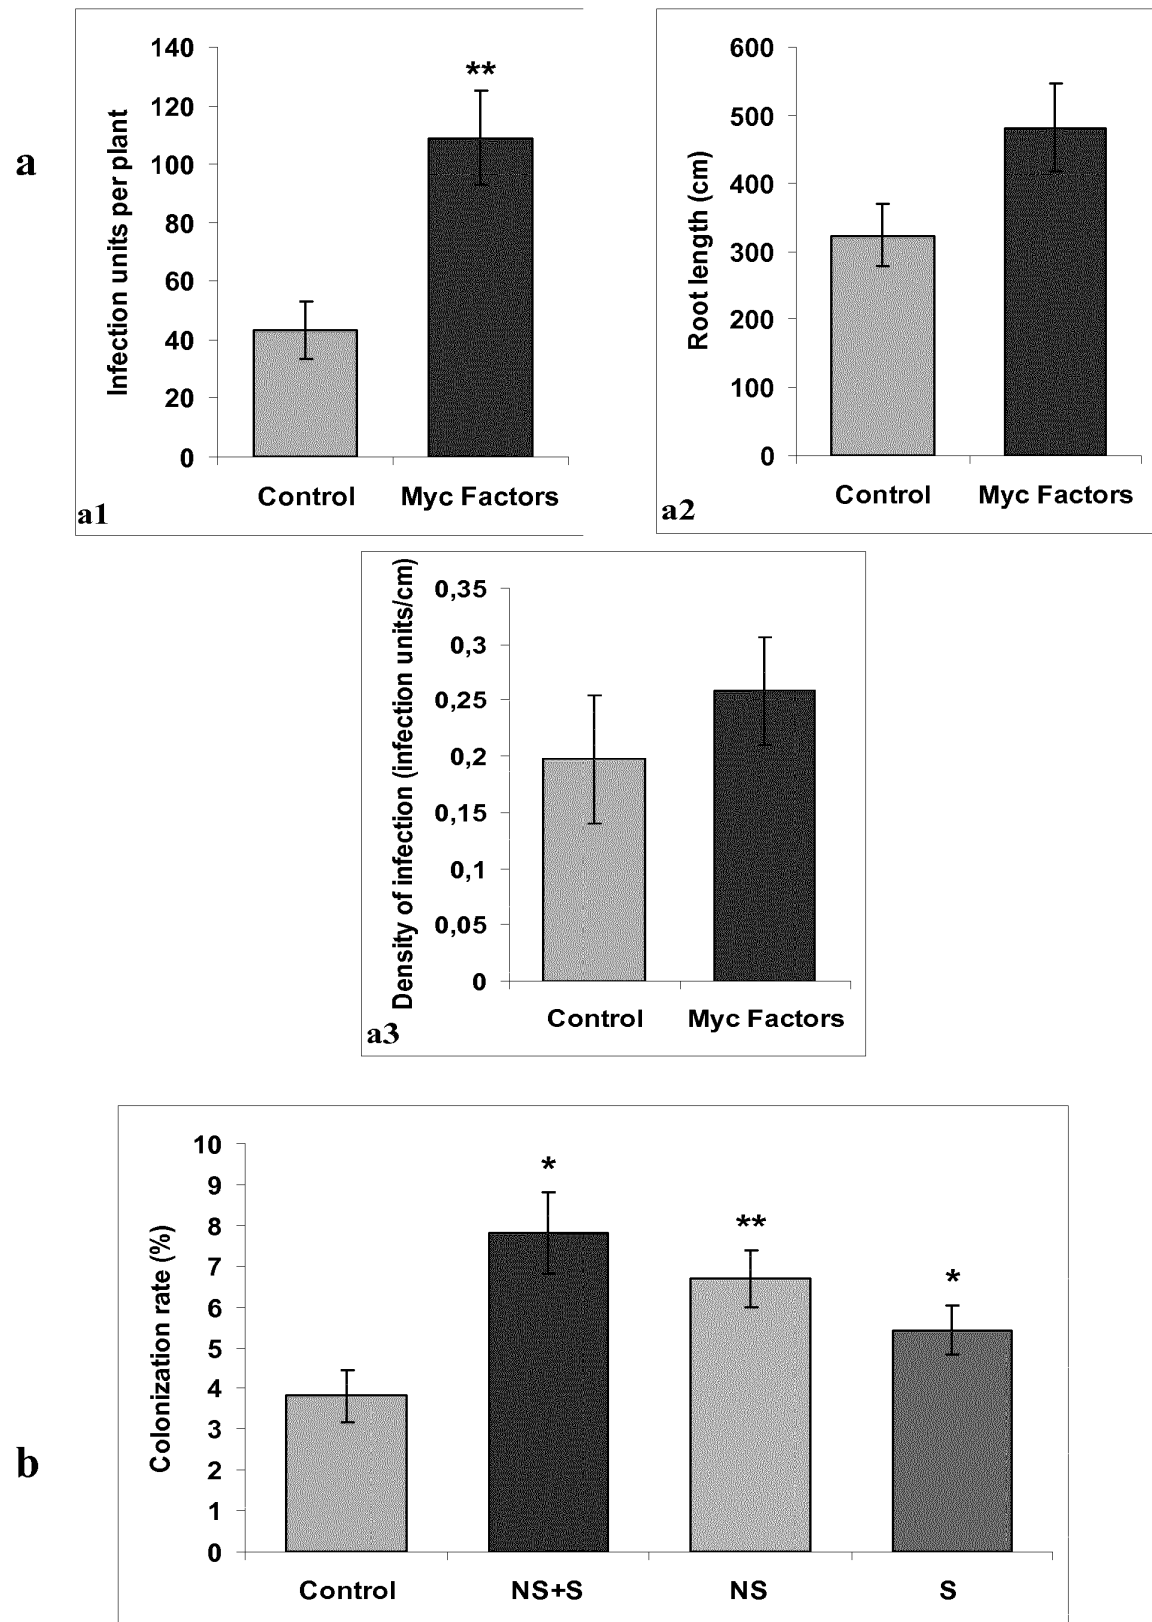 a
140
120
100
80
60
40
20
0
Infection units per plant
**
Control
Myc Factors
a1
600
500
400
300
200
100
0
Root length (cm)
Control
Myc Factors
a2
0,35
0,3
0,25
0,2
0,15
0,1
0,05
0
Density of infection (infection units/cm)
Control
Myc Factors
a3
b
10
9
8
7
6
5
4
3
2
1
0
Colonization rate (%)
*
**
*
Control
NS+S
NS
S